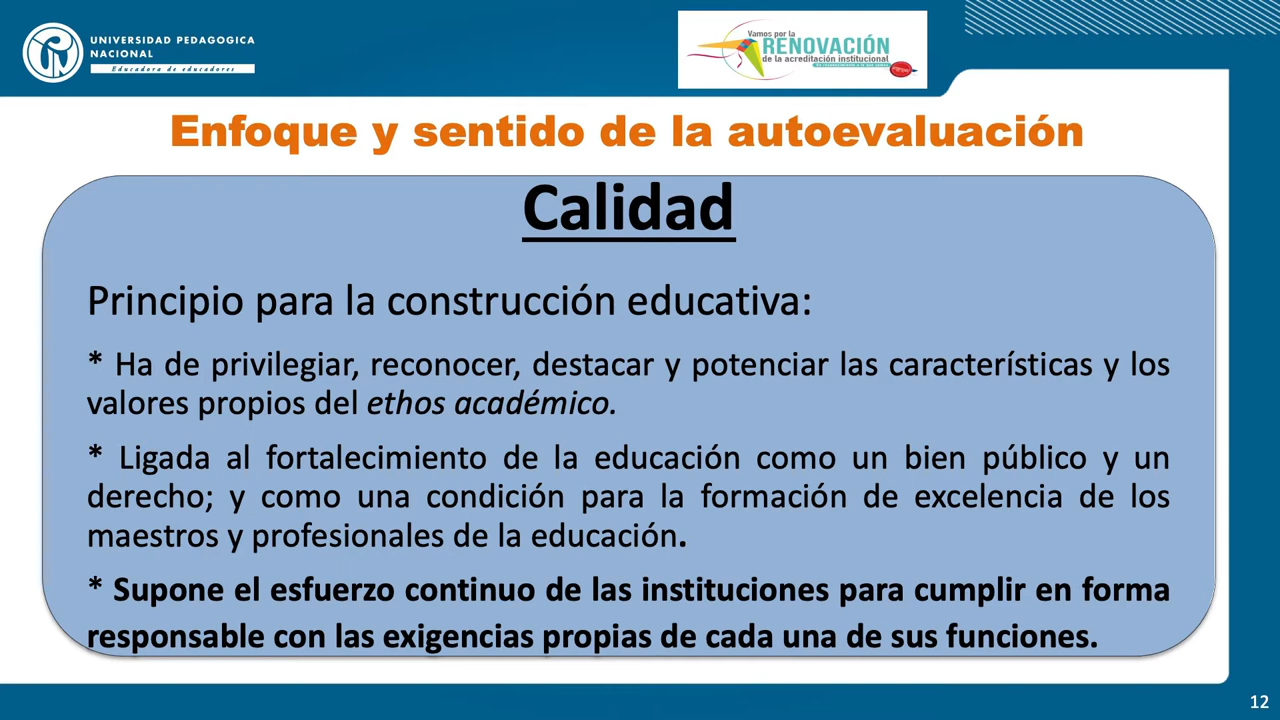 UNIVERSIDAD PEDAGOGICA
NACIONAL
Educadora de educadores
Vamos por la
RENOVACIÓN
de la acreditación institucional
Enfoque y sentido de la autoevaluación
Calidad
Principio para la construcción educativa:
* Ha de privilegiar, reconocer, destacar y potenciar las características y los
valores propios del ethos académico.
* Ligada al fortalecimiento de la educación como un bien público y un
derecho; y como una condición para la formación de excelencia de los
maestros y profesionales de la educación.
* Supone el esfuerzo continuo de las instituciones para cumplir en forma
responsable con las exigencias propias de cada una de sus funciones.
12